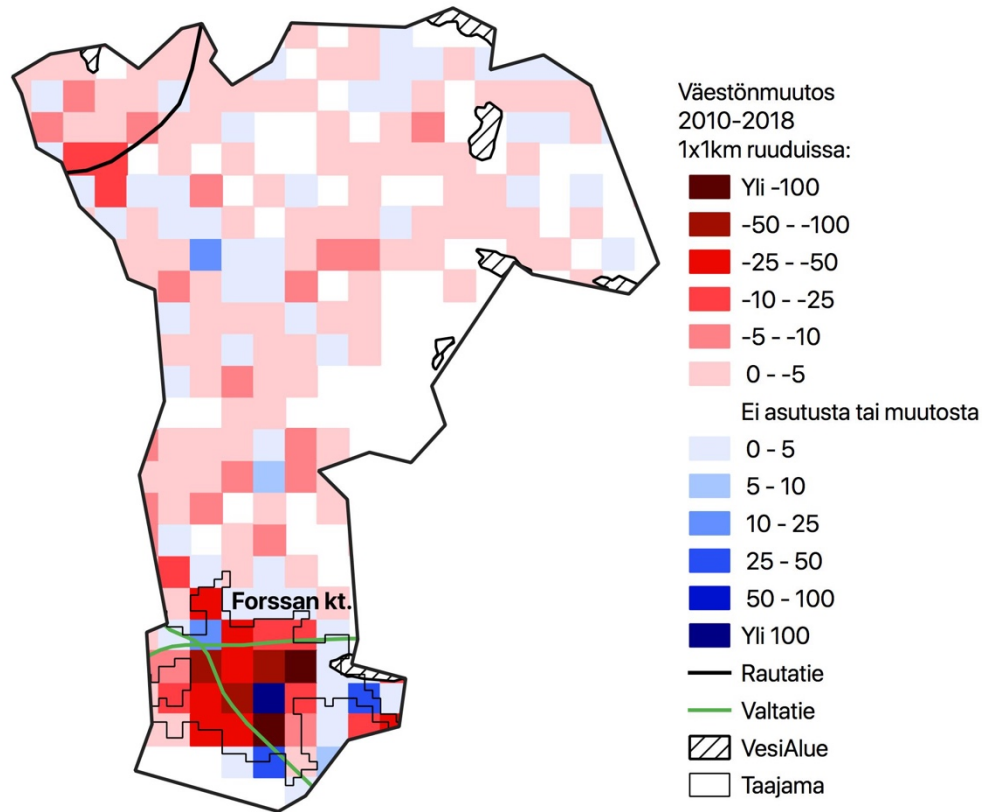 Väestönmuutos
2010-2018
1x1km ruuduissa:
Yli -100
-50 - -100
-25 - -50
-10 - -25
-5 - -10
0 - -5
Ei asutusta tai muutosta
0 - 5
5 - 10
10 - 25
25 - 50
50 - 100
Yli 100
Rautatie
Valtatie
VesiAlue
Taajama
Forssan kt.